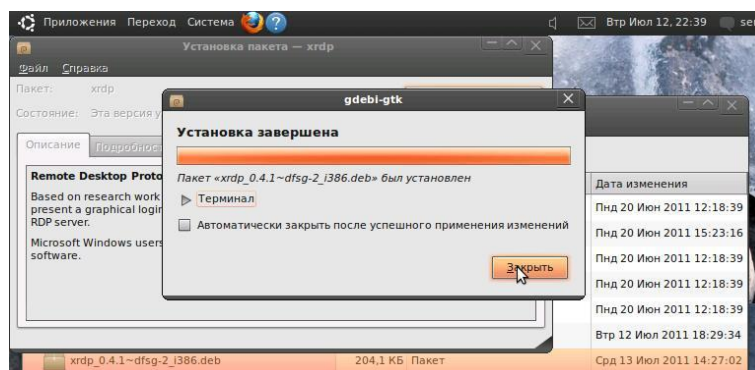 Приложения Переход Система Втр Июл 12, 22:39
Установка пакета — xrdp
Файл Справка
Пакет: xrdp
Состояние: Эта версия у
Описание
gdebi-gtk
Установка завершена
Пакет «xrdp_0.4.1~dfsg-2_i386.deb» был установлен
Терминал
Автоматически закрыть после успешного применения изменений
Закрыть
Remote Desktop Proto
Based on research work
present a graphical login
RDP server.
Microsoft Windows users
software.
Дата изменения
Пнд 20 Июн 2011 12:18:39
Пнд 20 Июн 2011 15:23:16
Пнд 20 Июн 2011 12:18:39
Пнд 20 Июн 2011 12:18:39
Пнд 20 Июн 2011 12:18:39
Втр 12 Июл 2011 18:29:34
xrdp_0.4.1~dfsg-2_i386.deb 204,1 КБ Пакет Срд 13 Июл 2011 14:27:02